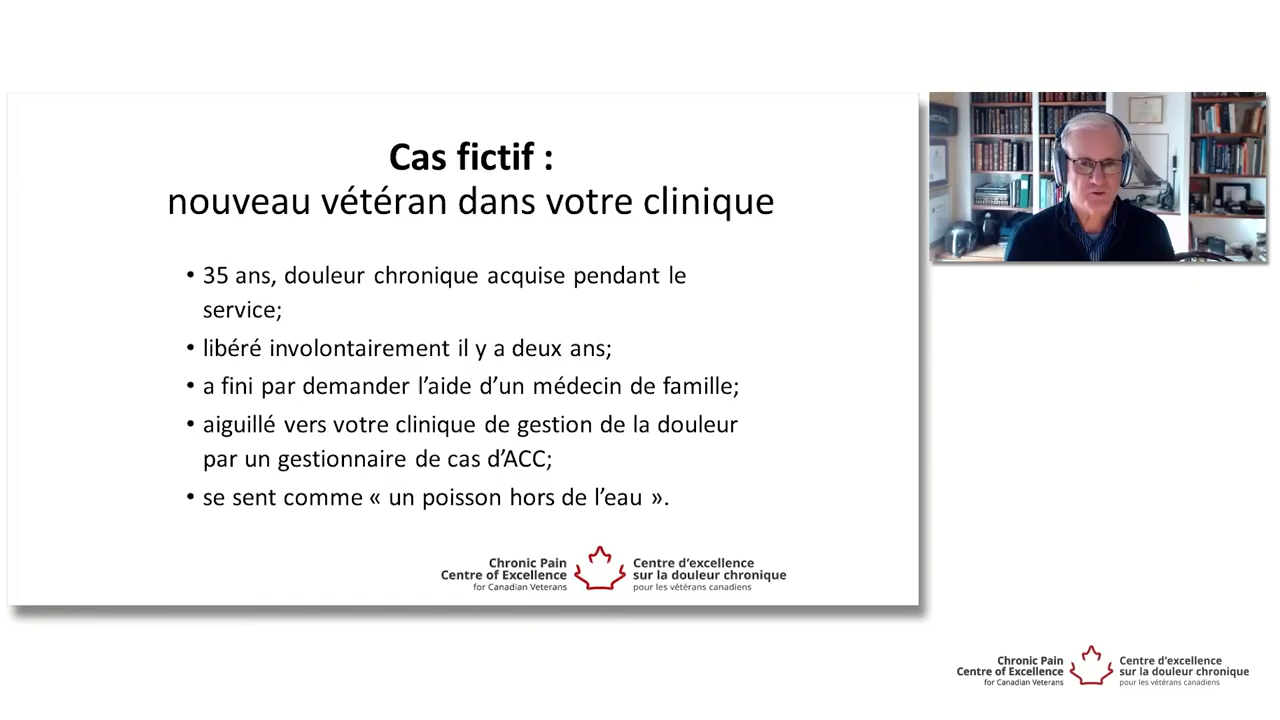 Cas fictif :
nouveau vétéran dans votre clinique
• 35 ans, douleur chronique acquise pendant le
service;
• libéré involontairement il y a deux ans;
• a fini par demander l’aide d’un médecin de famille;
• aiguillé vers votre clinique de gestion de la douleur
par un gestionnaire de cas d’ACC;
• se sent comme « un poisson hors de l’eau ».
Chronic Pain
Centre of Excellence
for Canadian Veterans
Centre d’excellence
sur la douleur chronique
pour les vétérans canadiens
Chronic Pain
Centre of Excellence
for Canadian Veterans
Centre d’excellence
sur la douleur chronique
pour les vétérans canadiens